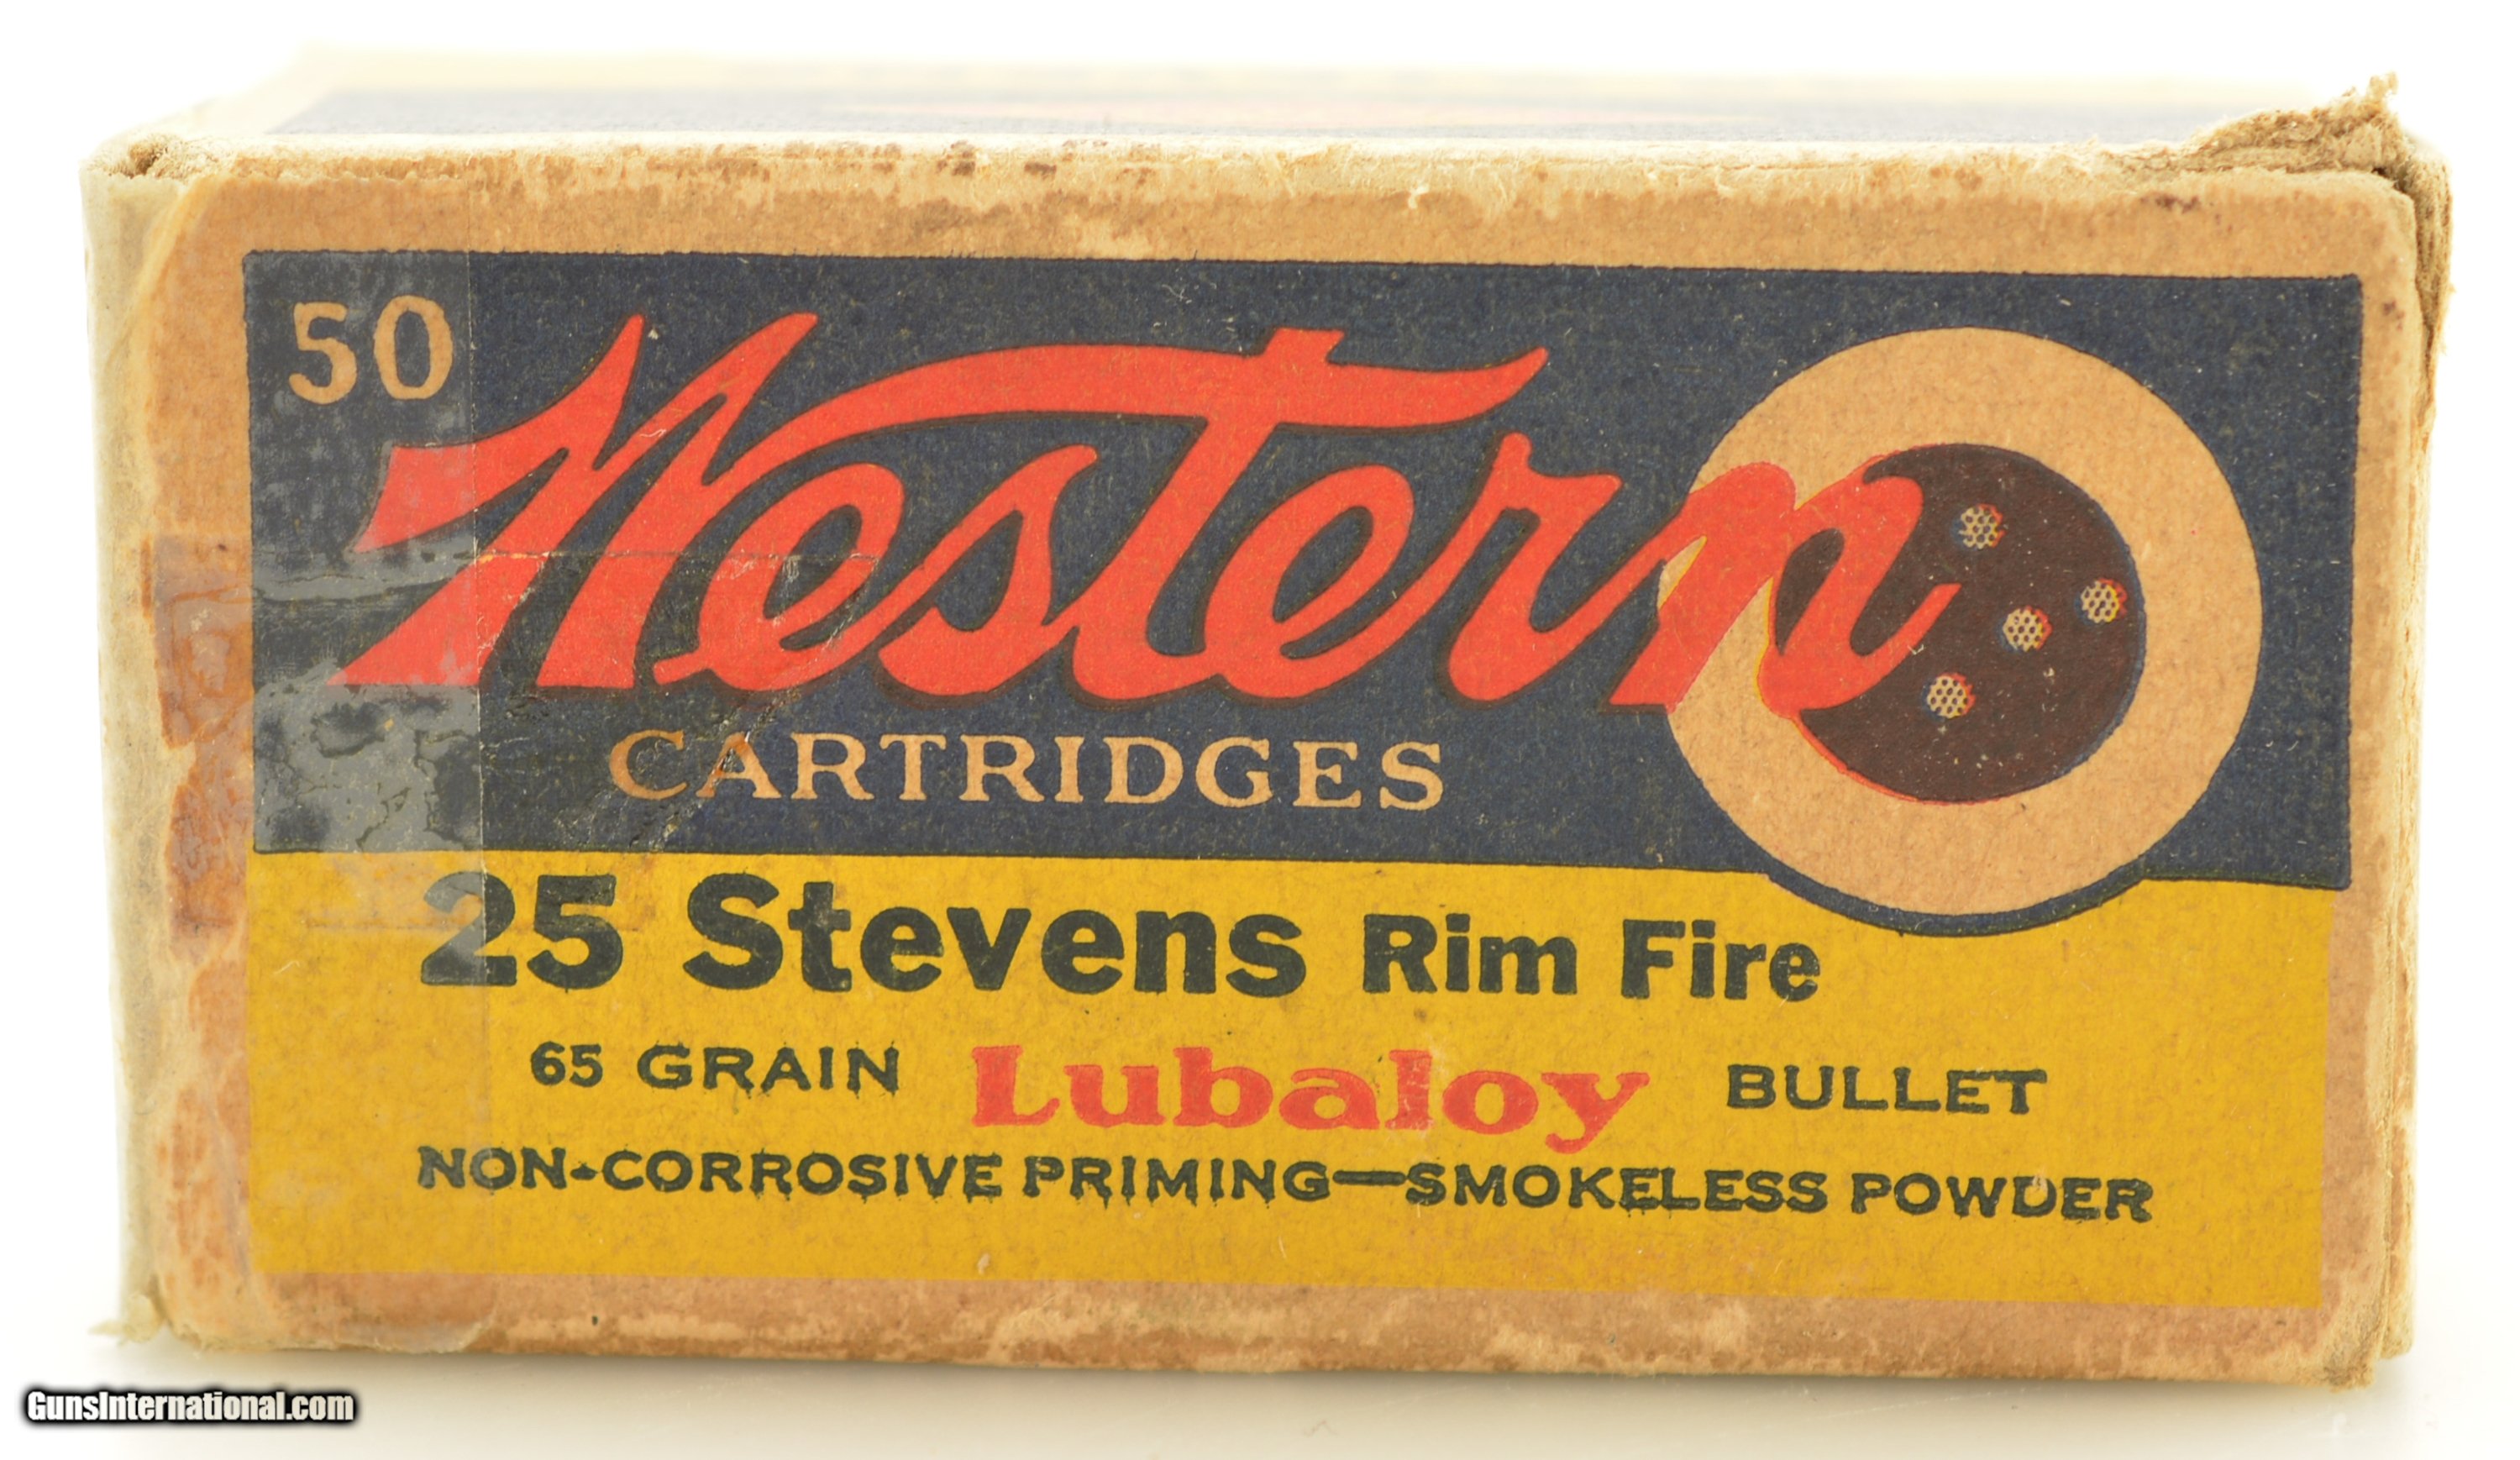 50
Western
CARTRIDGES
25 Stevens Rim Fire
65 GRAIN Lubaloy BULLET
NON-CORROSIVE PRIMING—SMOKELESS POWDER
GunsInternational.com